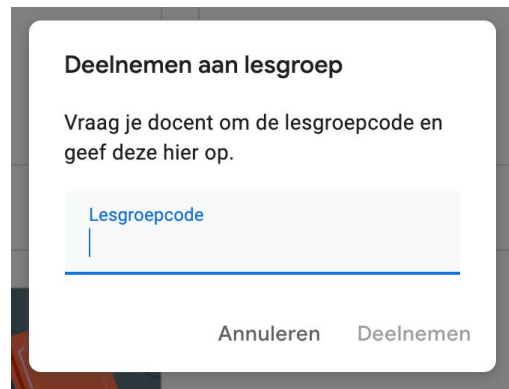 Deelnemen aan lesgroep
Vraag je docent om de lesgroepcode en
geef deze hier op.
Lesgroepcode
Annuleren Deelnemen